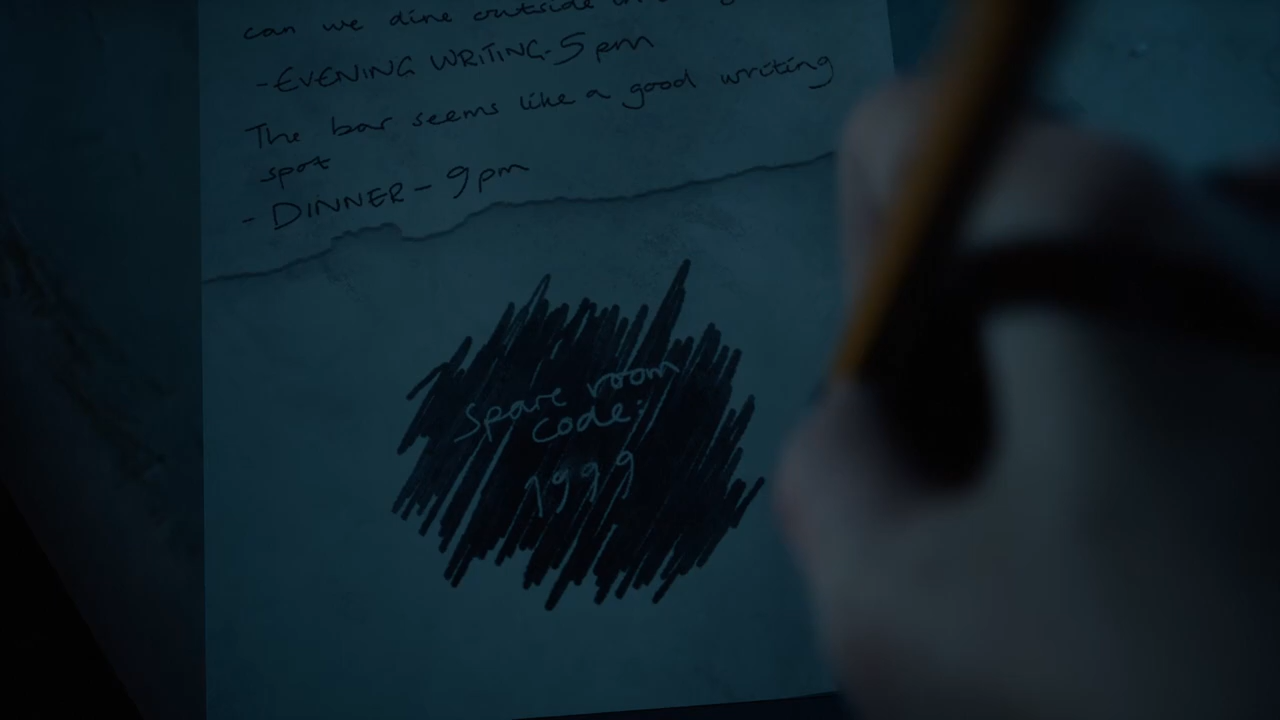 can we dine outside in
- EVENING WRITING - 5pm
The bar seems like a good writing
spot
- DINNER - 9pm
Spare room
code:
1999